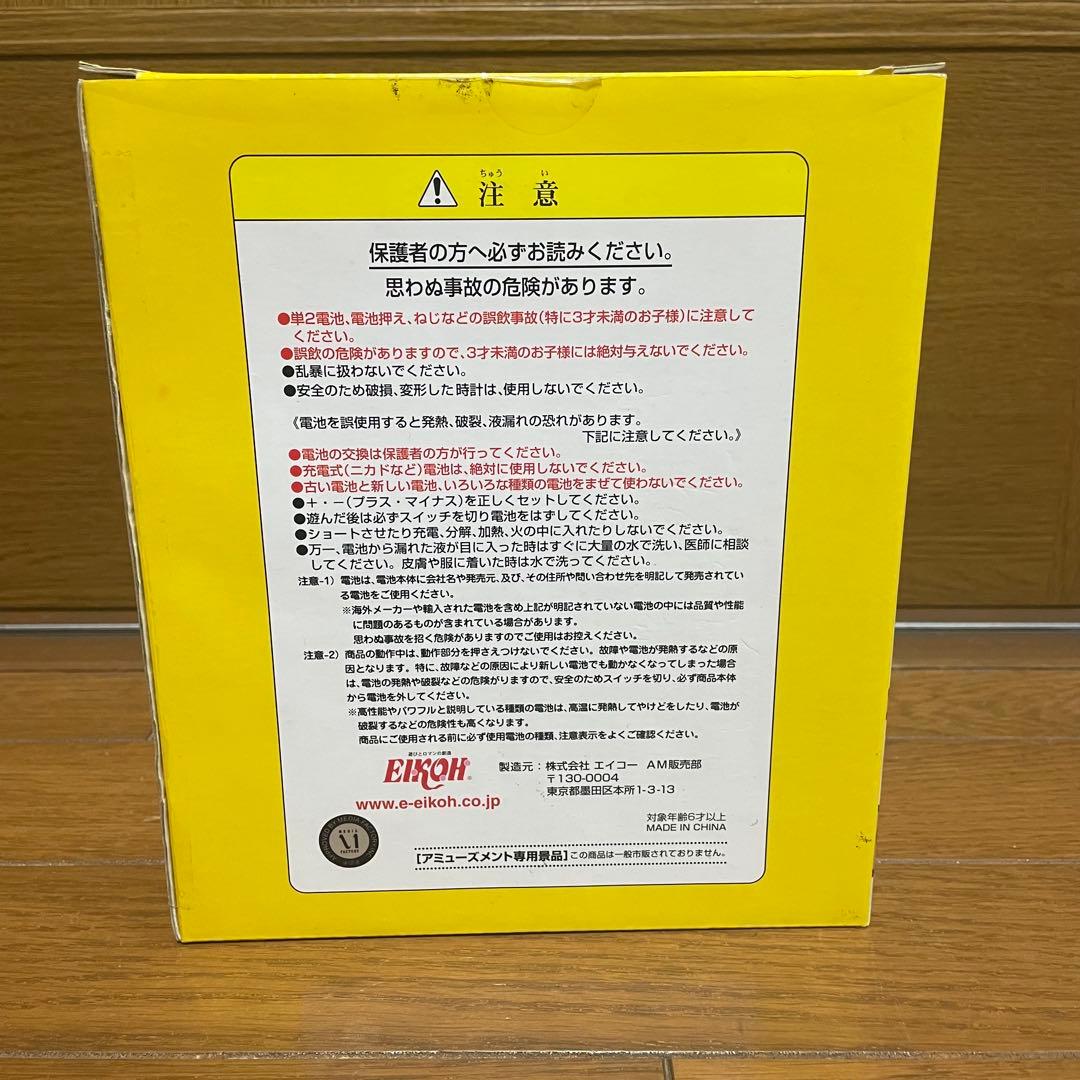 ちゅう い
注 意
保護者の方へ必ずお読みください。
思わぬ事故の危険があります。
●単2電池、電池押え、ねじなどの誤飲事故(特に3才未満のお子様)に注意して
ください。
●誤飲の危険がありますので、3才未満のお子様には絶対与えないでください。
●乱暴に扱わないでください。
●安全のため破損、変形した時計は、使用しないでください。
《電池を誤使用すると発熱、破裂、液漏れの恐れがあります。
下記に注意してください。》
●電池の交換は保護者の方が行ってください。
●充電式(ニカドなど)電池は、絶対に使用しないでください。
●古い電池と新しい電池、いろいろな種類の電池をまぜて使わないでください。
●＋・－(プラス・マイナス)を正しくセットしてください。
●遊んだ後は必ずスイッチを切り電池をはずしてください。
●ショートさせたり充電、分解、加熱、火の中に入れたりしないでください。
●万一、電池から漏れた液が目に入った時はすぐに大量の水で洗い、医師に相談
してください。皮膚や服に着いた時は水で洗ってください。
注意-1) 電池は、電池本体に会社名や発売元、及び、その住所や問い合わせ先を明記して発売されてい
る電池をご使用ください。
※海外メーカーや輸入された電池を含め上記が明記されていない電池の中には品質や性能
に問題のあるものが含まれている場合があります。
思わぬ事故を招く危険がありますのでご使用はお控えください。
注意-2) 商品の動作中は、動作部分を押さえつけないでください。故障や電池が発熱するなどの原
因となります。特に、故障などの原因により新しい電池でも動かなくなってしまった場合
は、電池の発熱や破裂などの危険がりますので、安全のためスイッチを切り、必ず商品本体
から電池を外してください。
※高性能やパワフルと説明している種類の電池は、高温に発熱してやけどをしたり、電池が
破裂するなどの危険性も高くなります。
商品にご使用される前に必ず使用電池の種類、注意表示をよくご確認ください。
遊びとロマンの創造
EIKOH®
www.e-eikoh.co.jp
製造元：株式会社 エイコー AM販売部
〒130-0004
東京都墨田区本所1-3-13
対象年齢6才以上
MADE IN CHINA
APPROVED BY MEDIA FACTORY, INC.
MEDIA
FACTORY
[アミューズメント専用景品] この商品は一般市販されておりません。